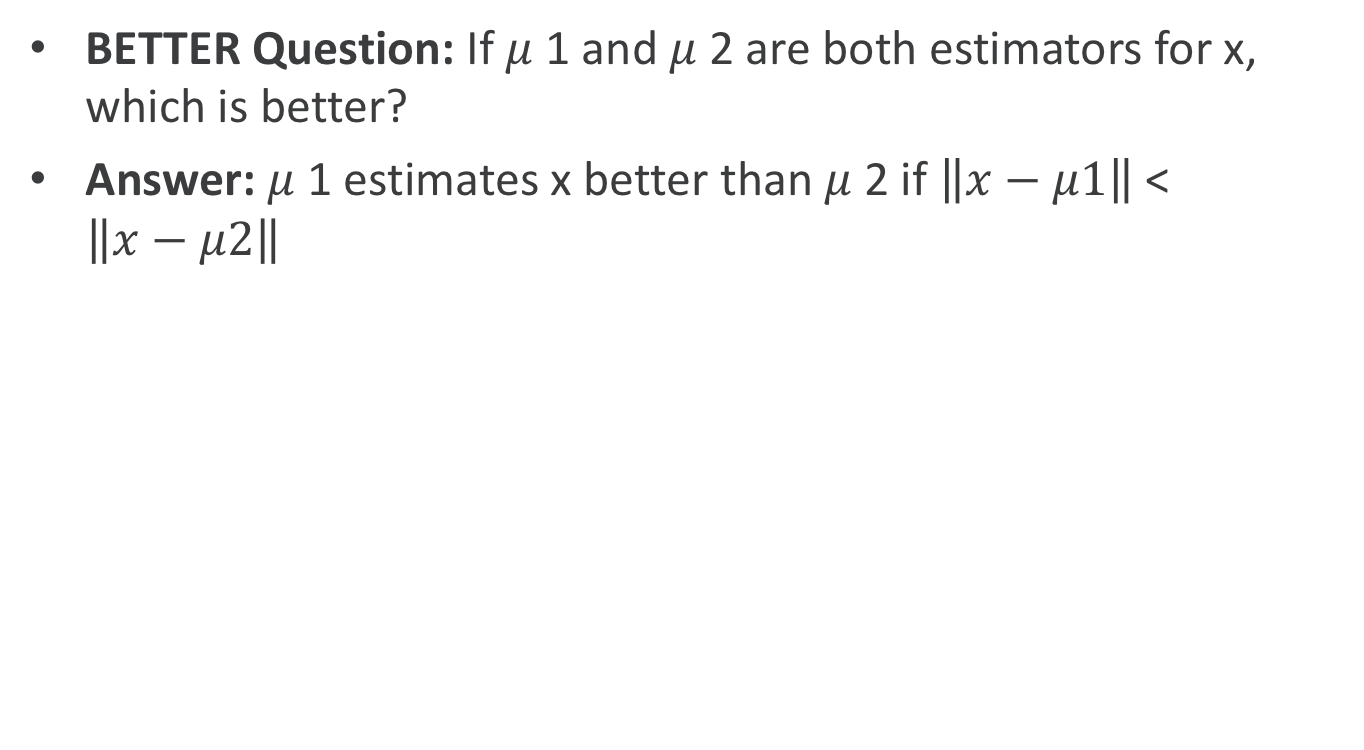 • BETTER Question: If 𝜇 1 and 𝜇 2 are both estimators for x,
which is better?
• Answer: 𝜇 1 estimates x better than 𝜇 2 if ‖𝑥 − 𝜇1‖ <
‖𝑥 − 𝜇2‖